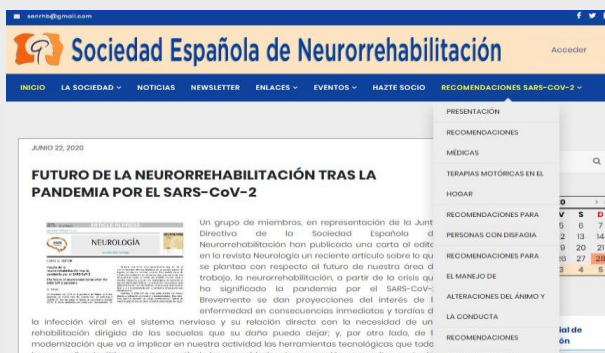 senrhb@gmail.com
Sociedad Española de Neurorrehabilitación
Acceder
INICIO LA SOCIEDAD NOTICIAS NEWSLETTER ENLACES EVENTOS HAZTE SOCIO RECOMENDACIONES SARS-COV-2
PRESENTACIÓN
RECOMENDACIONES
MÉDICAS
TERAPIAS MOTÓRICAS EN EL
HOGAR
RECOMENDACIONES PARA
PERSONAS CON DISFAGIA
RECOMENDACIONES PARA
EL MANEJO DE
ALTERACIONES DEL ÁNIMO Y
LA CONDUCTA
RECOMENDACIONES
JUNIO 22, 2020
FUTURO DE LA NEURORREHABILITACIÓN TRAS LA
PANDEMIA POR EL SARS-CoV-2
NEUROLOGÍA
Un grupo de miembros, en representación de la Junt
Directiva de la Sociedad Española d
Neurorrehabilitación han publicado una carta al edito
en la revista Neurología un reciente artículo sobre lo qu
se plantea con respecto al futuro de nuestra área d
trabajo, la neurorrehabilitación, a partir de la crisis qu
ha significado la pandemia por el SARS-CoV-
Brevemente se dan proyecciones del interés de l
enfermedad en consecuencias inmediatas y tardías d
la infección viral en el sistema nervioso y su relación directa con la necesidad de un
rehabilitación dirigida de las secuelas que su daño pueda dejar; y, por otro lado, de l
modernización que va a implicar en nuestra actividad las herramientas tecnológicas que todo
V S D
5 6 7
12 13 14
19 20 21
26 27 28
3 4 5
ial de
ón